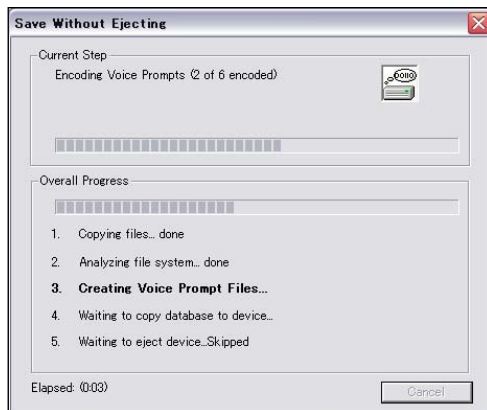 Save Without Ejecting
Current Step
Encoding Voice Prompts (2 of 6 encoded)
Overall Progress
1. Copying files... done
2. Analyzing file system... done
3. Creating Voice Prompt Files...
4. Waiting to copy database to device...
5. Waiting to eject device...Skipped
Elapsed: (0:03)
Cancel